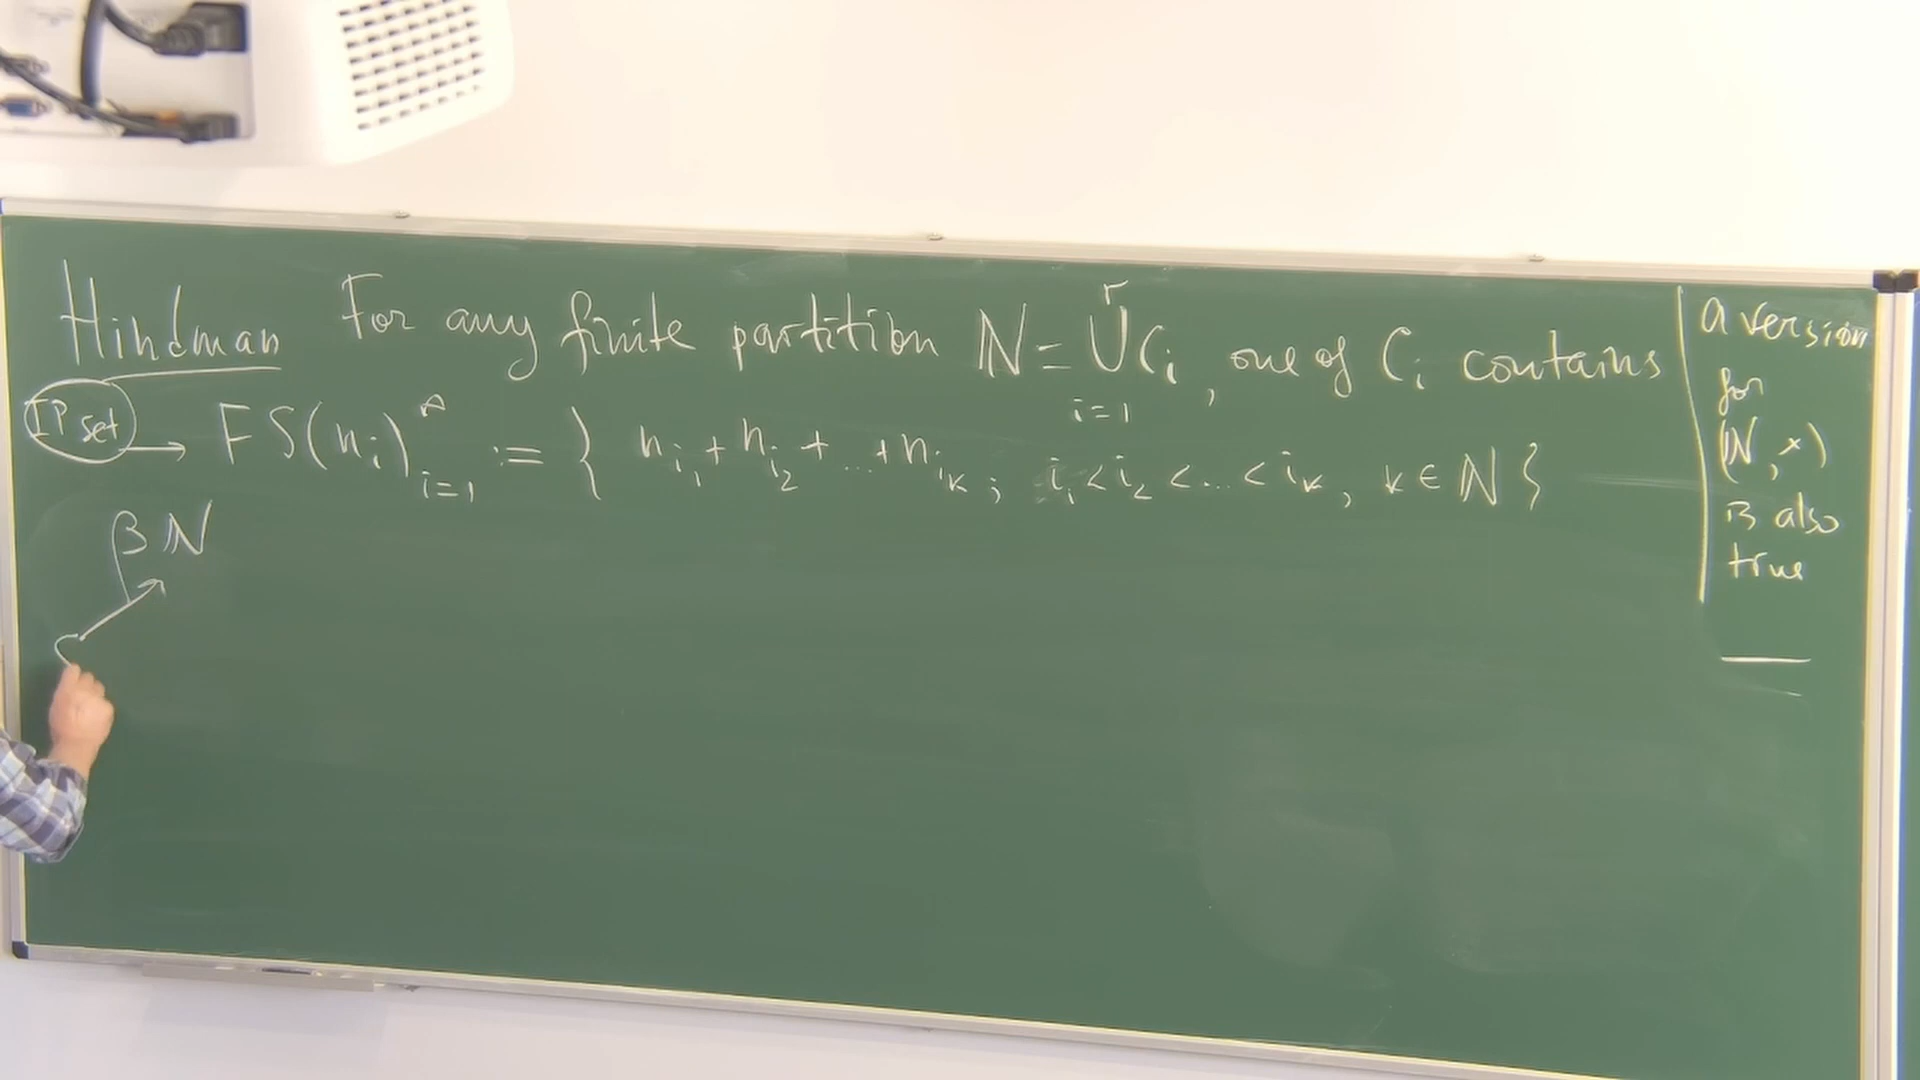 Hindman For any finite partition ℕ = ⋃_{i=1}^{r} C_i, one of C_i contains
IP set → FS(n_i)_{i=1}^{∞} := { n_{i_1} + n_{i_2} + ... + n_{i_k} ; i_1 < i_2 < ... < i_k, k ∈ ℕ }
βℕ
a version
for
(ℕ, ×)
is also
true